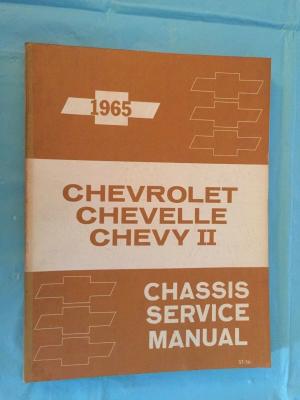 1965
CHEVROLET
CHEVELLE
CHEVY II
CHASSIS
SERVICE
MANUAL